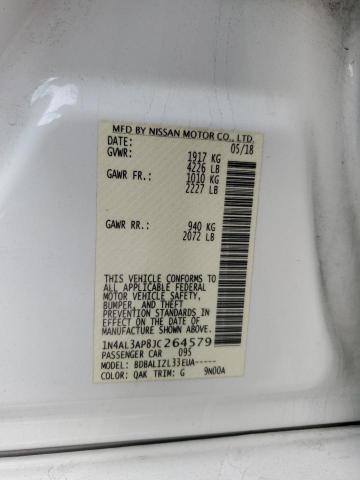 MFD BY NISSAN MOTOR CO., LTD.
DATE: 05/18
GVWR: 1917 KG
4226 LB
GAWR FR.: 1010 KG
2227 LB
GAWR RR.: 940 KG
2072 LB
THIS VEHICLE CONFORMS TO
ALL APPLICABLE FEDERAL
MOTOR VEHICLE SAFETY,
BUMPER, AND THEFT
PREVENTION STANDARDS IN
EFFECT ON THE DATE OF
MANUFACTURE SHOWN ABOVE.
1N4AL3AP8JC264579
PASSENGER CAR 095
MODEL: BDBALIZL33EUA-----
COLOR: QAK TRIM: G 9N00A